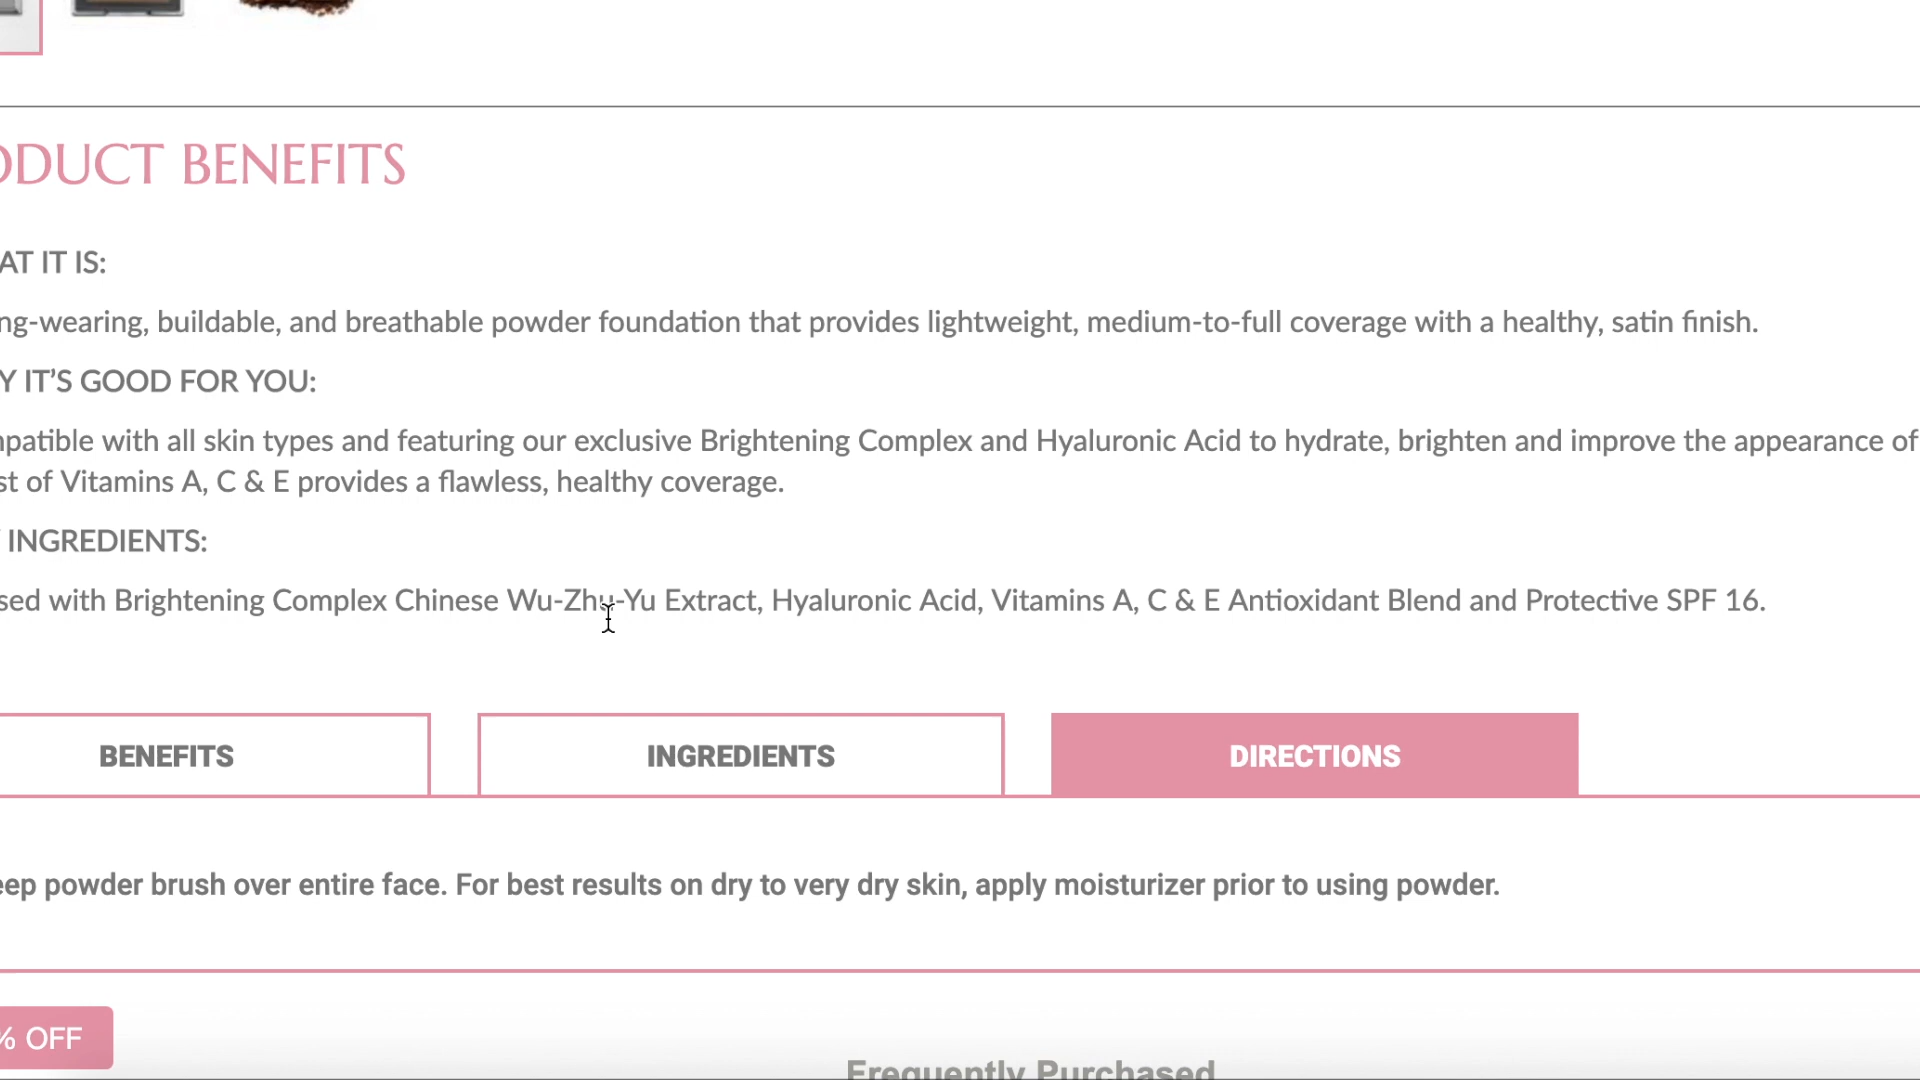 ODUCT BENEFITS
AT IT IS:
ng-wearing, buildable, and breathable powder foundation that provides lightweight, medium-to-full coverage with a healthy, satin finish.
Y IT’S GOOD FOR YOU:
mpatible with all skin types and featuring our exclusive Brightening Complex and Hyaluronic Acid to hydrate, brighten and improve the appearance of
st of Vitamins A, C & E provides a flawless, healthy coverage.
INGREDIENTS:
sed with Brightening Complex Chinese Wu-Zhu-Yu Extract, Hyaluronic Acid, Vitamins A, C & E Antioxidant Blend and Protective SPF 16.
BENEFITS
INGREDIENTS
DIRECTIONS
eep powder brush over entire face. For best results on dry to very dry skin, apply moisturizer prior to using powder.
% OFF
Frequently Purchased